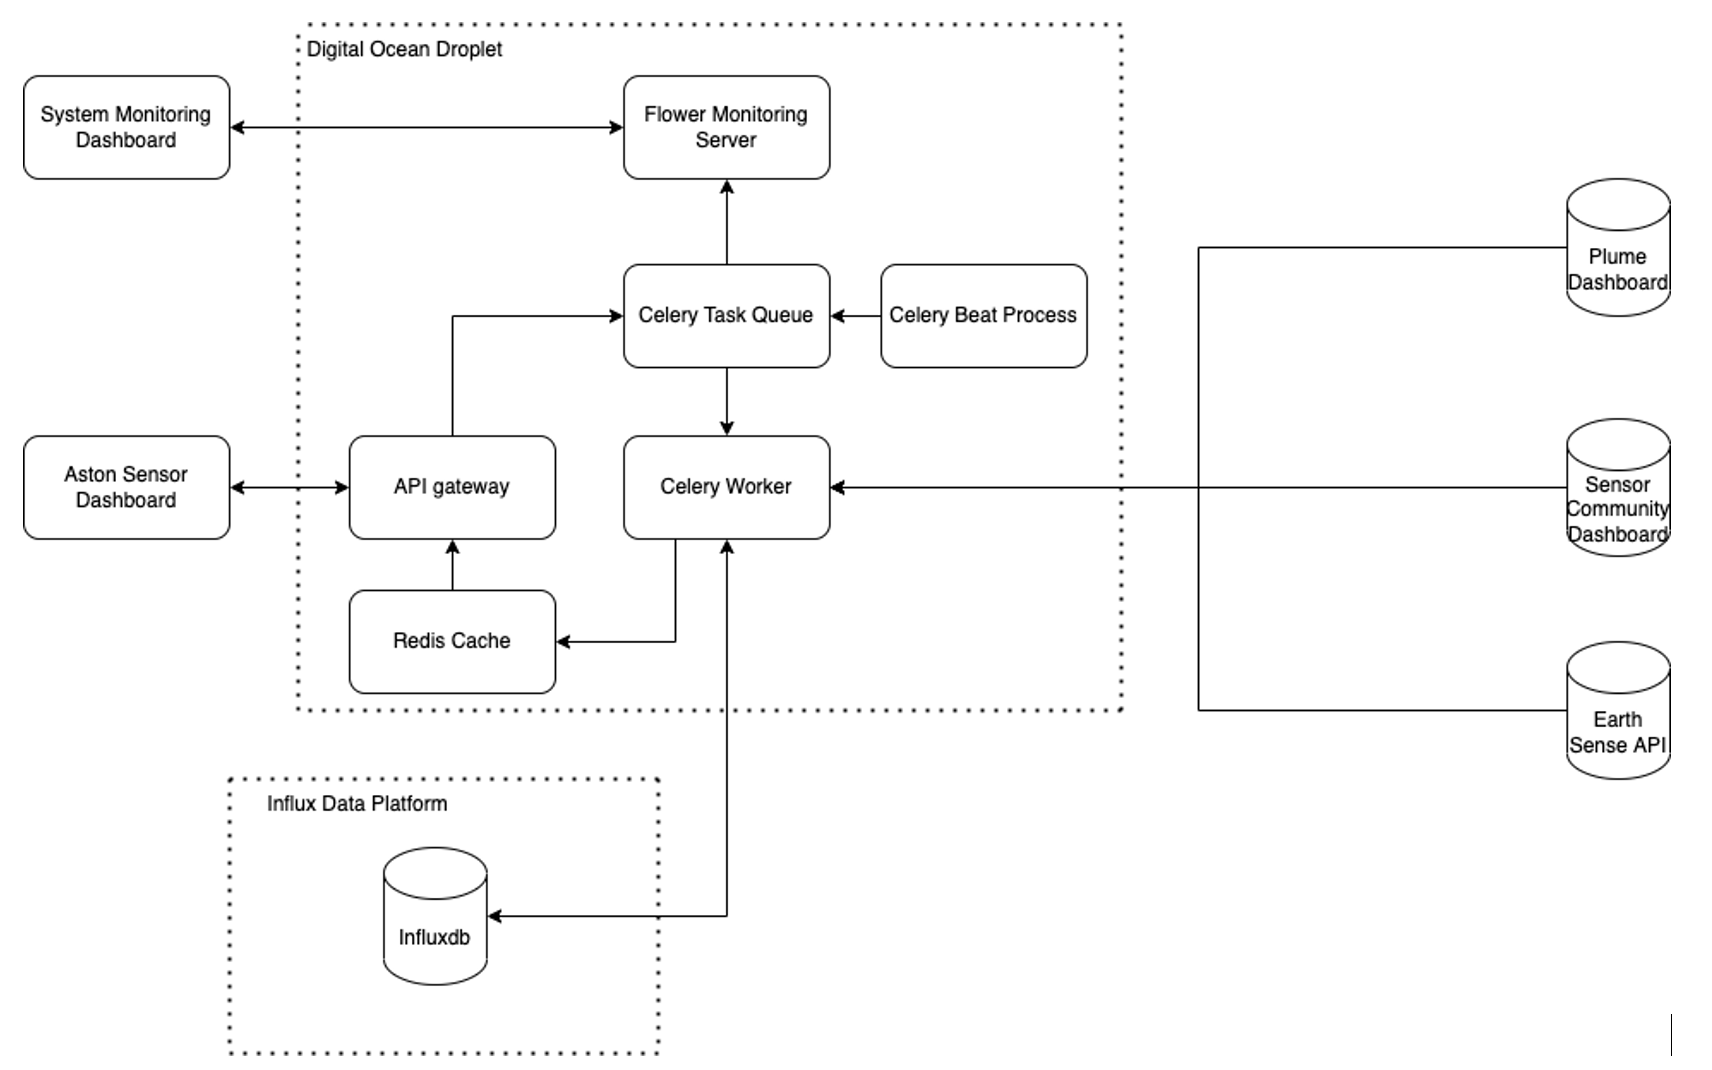 Digital Ocean Droplet
System Monitoring
Dashboard
Flower Monitoring
Server
Plume
Dashboard
Celery Task Queue
Celery Beat Process
Aston Sensor
Dashboard
API gateway
Celery Worker
Sensor
Community
Dashboard
Redis Cache
Earth
Sense API
Influx Data Platform
Influxdb